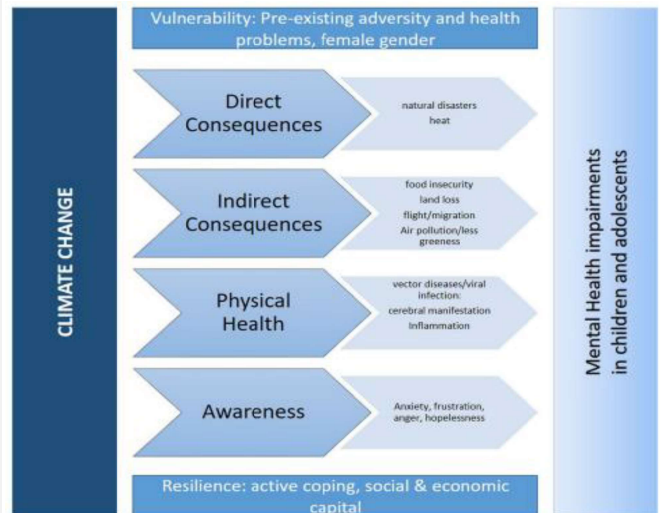 Vulnerability: Pre-existing adversity and health
problems, female gender
CLIMATE CHANGE
Direct
Consequences
natural disasters
heat
Indirect
Consequences
food insecurity
land loss
flight/migration
Air pollution/less
greeness
Physical
Health
vector diseases/viral
infection:
cerebral manifestation
Inflammation
Awareness
Anxiety, frustration,
anger, hopelessness
Mental Health impairments
in children and adolescents
Resilience: active coping, social & economic
capital